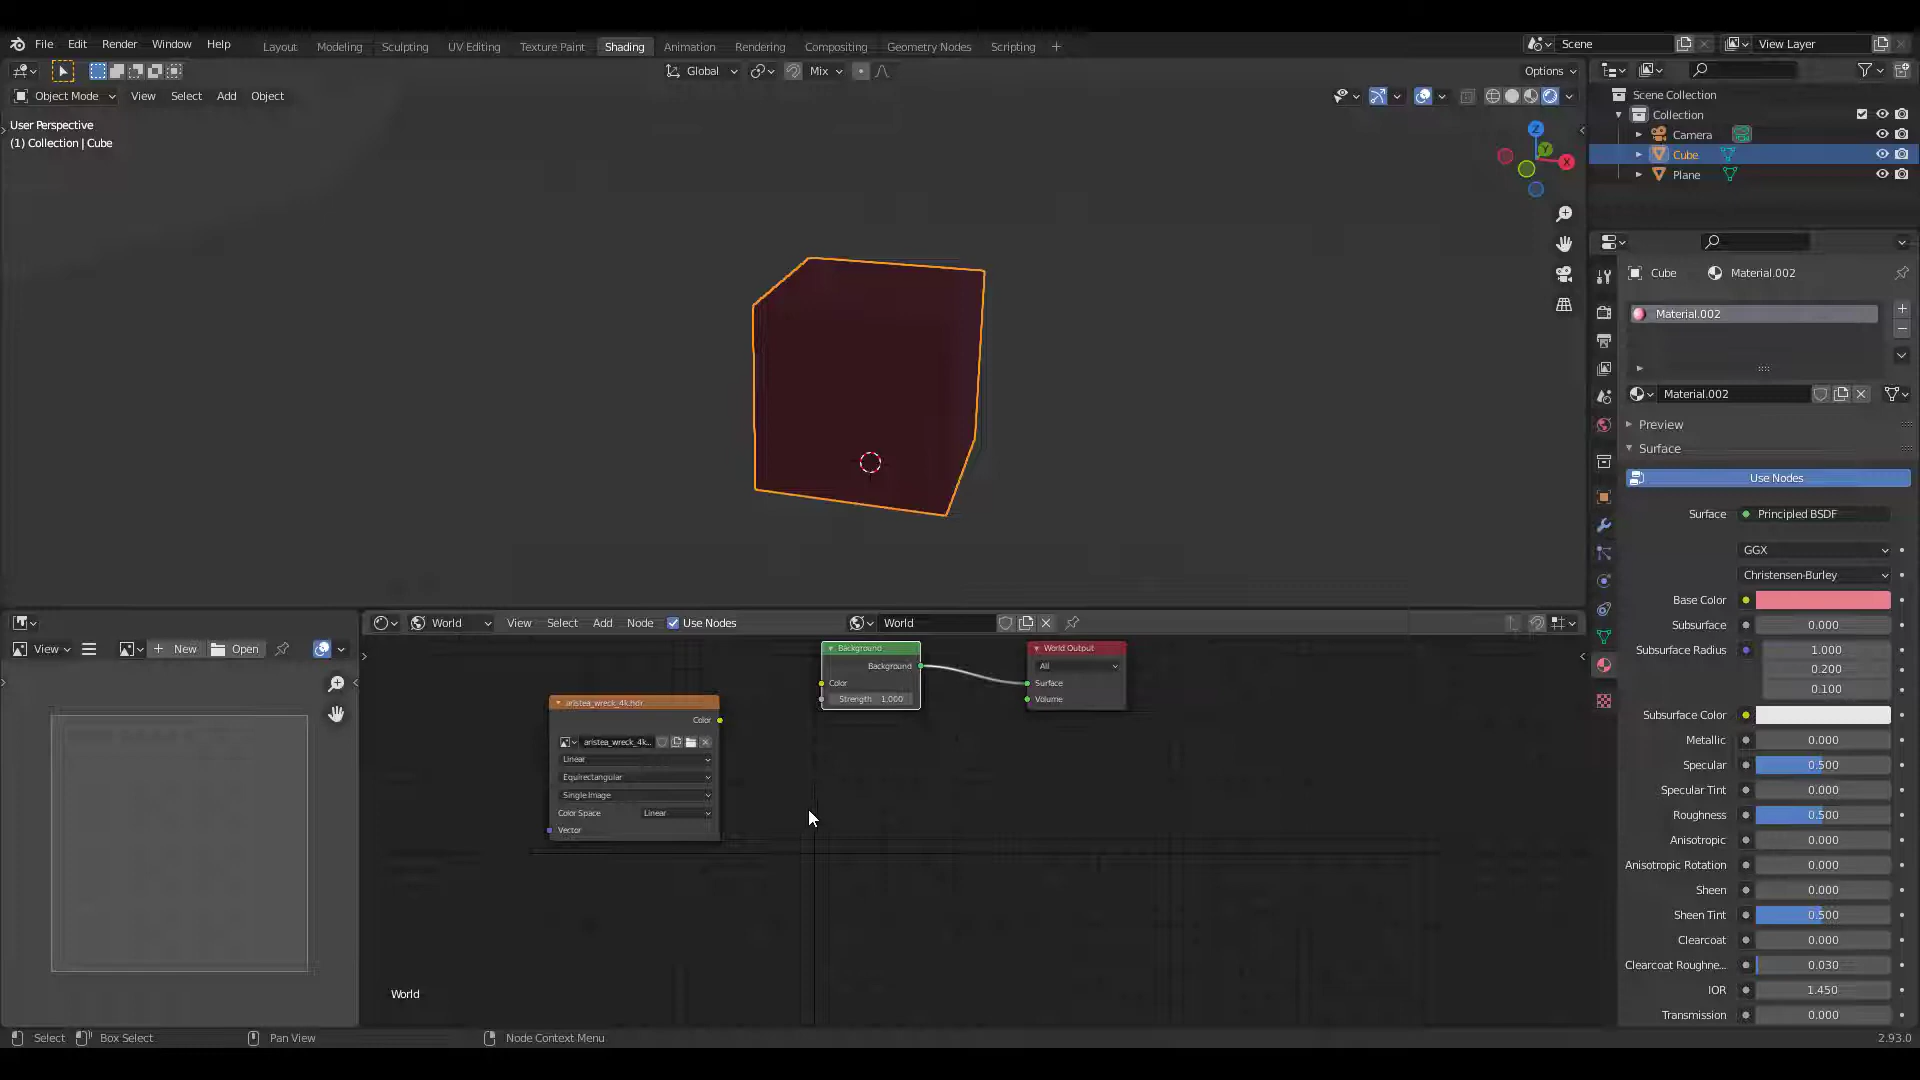 File Edit Render Window Help
Layout Modeling Sculpting UV Editing Texture Paint Shading Animation Rendering Compositing Geometry Nodes Scripting +
Scene
View Layer
Global
Mix
Options
Object Mode
View Select Add Object
User Perspective
(1) Collection | Cube
Z
Y
X
Scene Collection
Collection
Camera
Cube
Plane
Cube
Material.002
Material.002
Material.002
Preview
Surface
Use Nodes
Surface Principled BSDF
GGX
Christensen-Burley
Base Color
Subsurface 0.000
Subsurface Radius 1.000
0.200
0.100
Subsurface Color
Metallic 0.000
Specular 0.500
Specular Tint 0.000
Roughness 0.500
Anisotropic 0.000
Anisotropic Rotation 0.000
Sheen 0.000
Sheen Tint 0.500
Clearcoat 0.000
Clearcoat Roughne... 0.030
IOR 1.450
Transmission 0.000
View
New
Open
World
View Select Add Node
Use Nodes
World
Background
Background
Color
Strength 1.000
World Output
All
Surface
Volume
aristea_wreck_4k.hdr
Color
aristea_wreck_4k...
Linear
Equirectangular
Single Image
Color Space Linear
Vector
World
Select
Box Select
Pan View
Node Context Menu
2.93.0